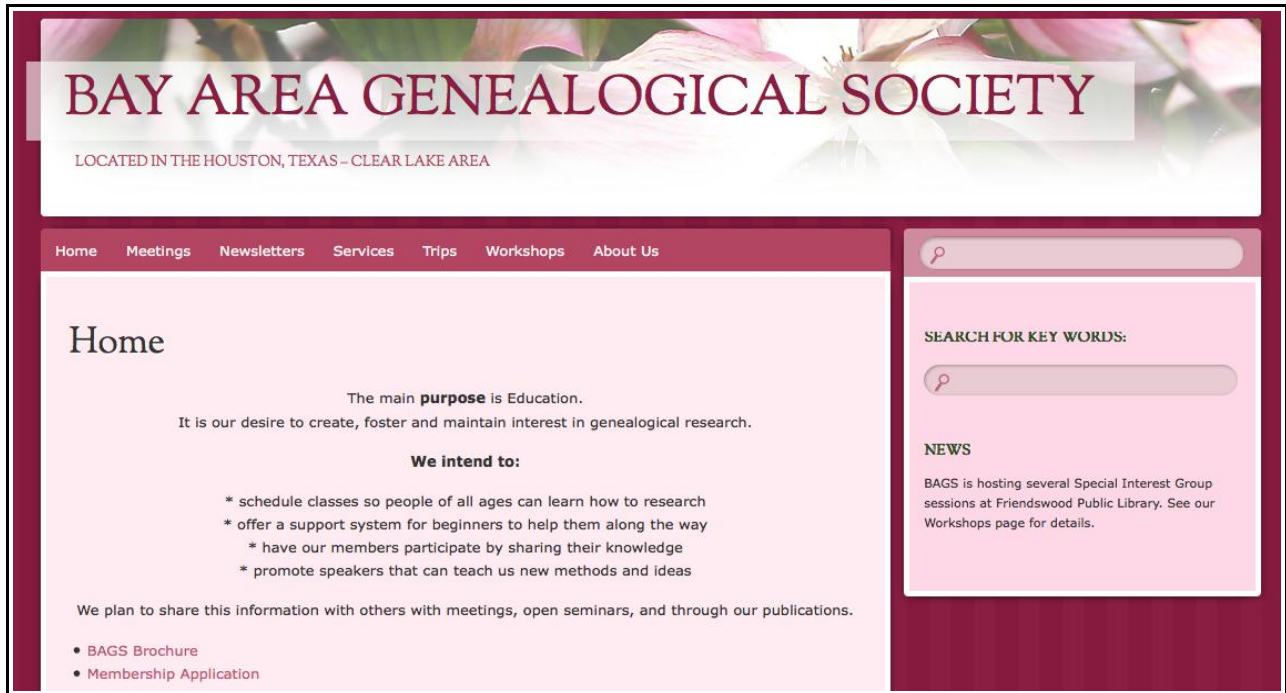 BAY AREA GENEALOGICAL SOCIETY
LOCATED IN THE HOUSTON, TEXAS – CLEAR LAKE AREA
Home Meetings Newsletters Services Trips Workshops About Us
Home
The main purpose is Education.
It is our desire to create, foster and maintain interest in genealogical research.
We intend to:
* schedule classes so people of all ages can learn how to research
* offer a support system for beginners to help them along the way
* have our members participate by sharing their knowledge
* promote speakers that can teach us new methods and ideas
We plan to share this information with others with meetings, open seminars, and through our publications.
• BAGS Brochure
• Membership Application
SEARCH FOR KEY WORDS:
NEWS
BAGS is hosting several Special Interest Group
sessions at Friendswood Public Library. See our
Workshops page for details.